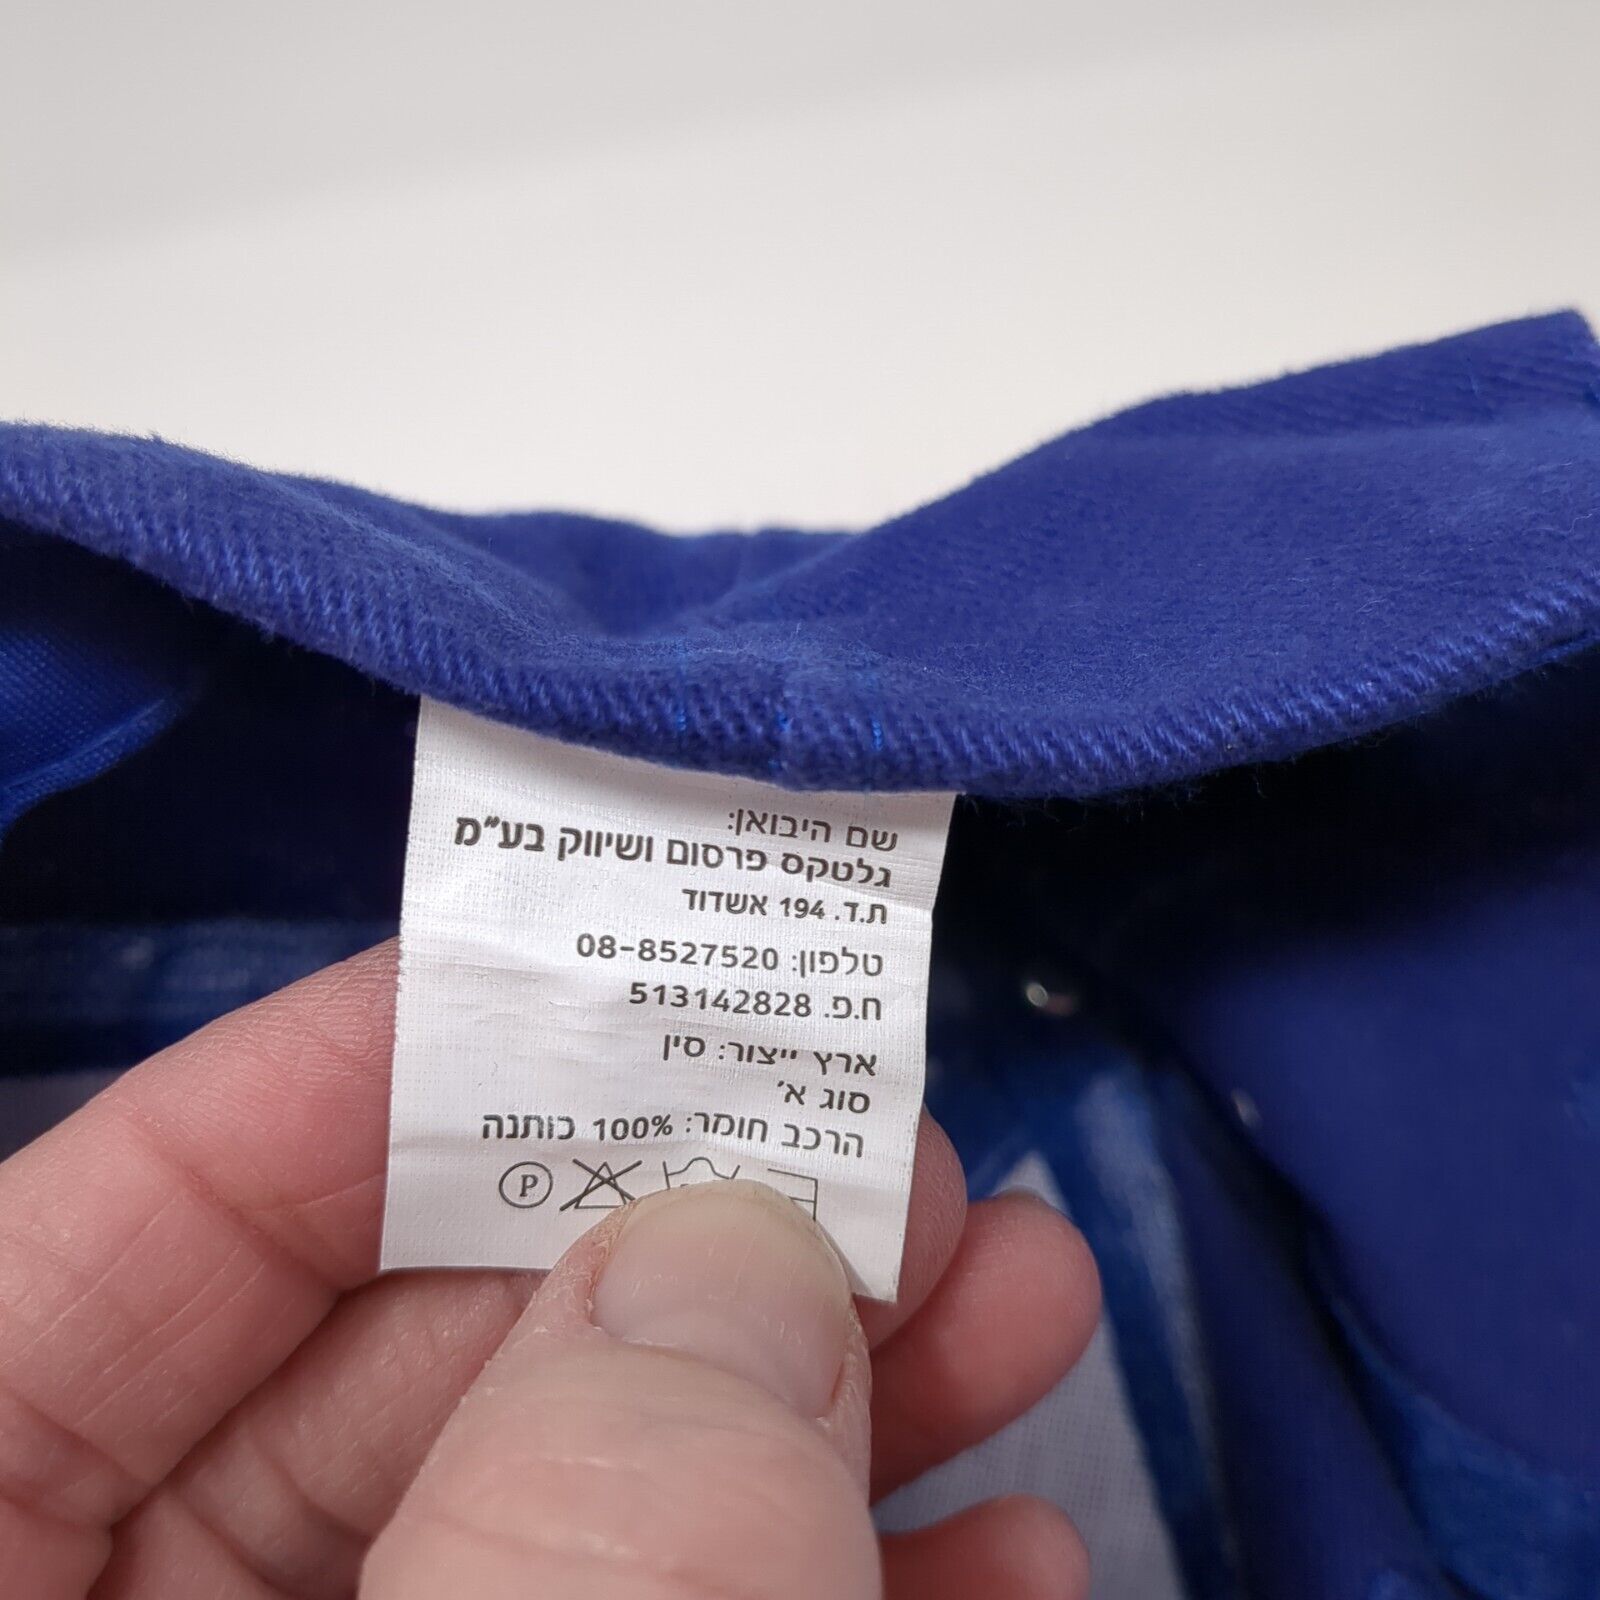 שם היבואן:
גלטקס פרסום ושיווק בע"מ
ת.ד. 194 אשדוד
טלפון: 08-8527520
ח.פ. 513142828
ארץ ייצור: סין
סוג א'
הרכב חומר: 100% כותנה
P